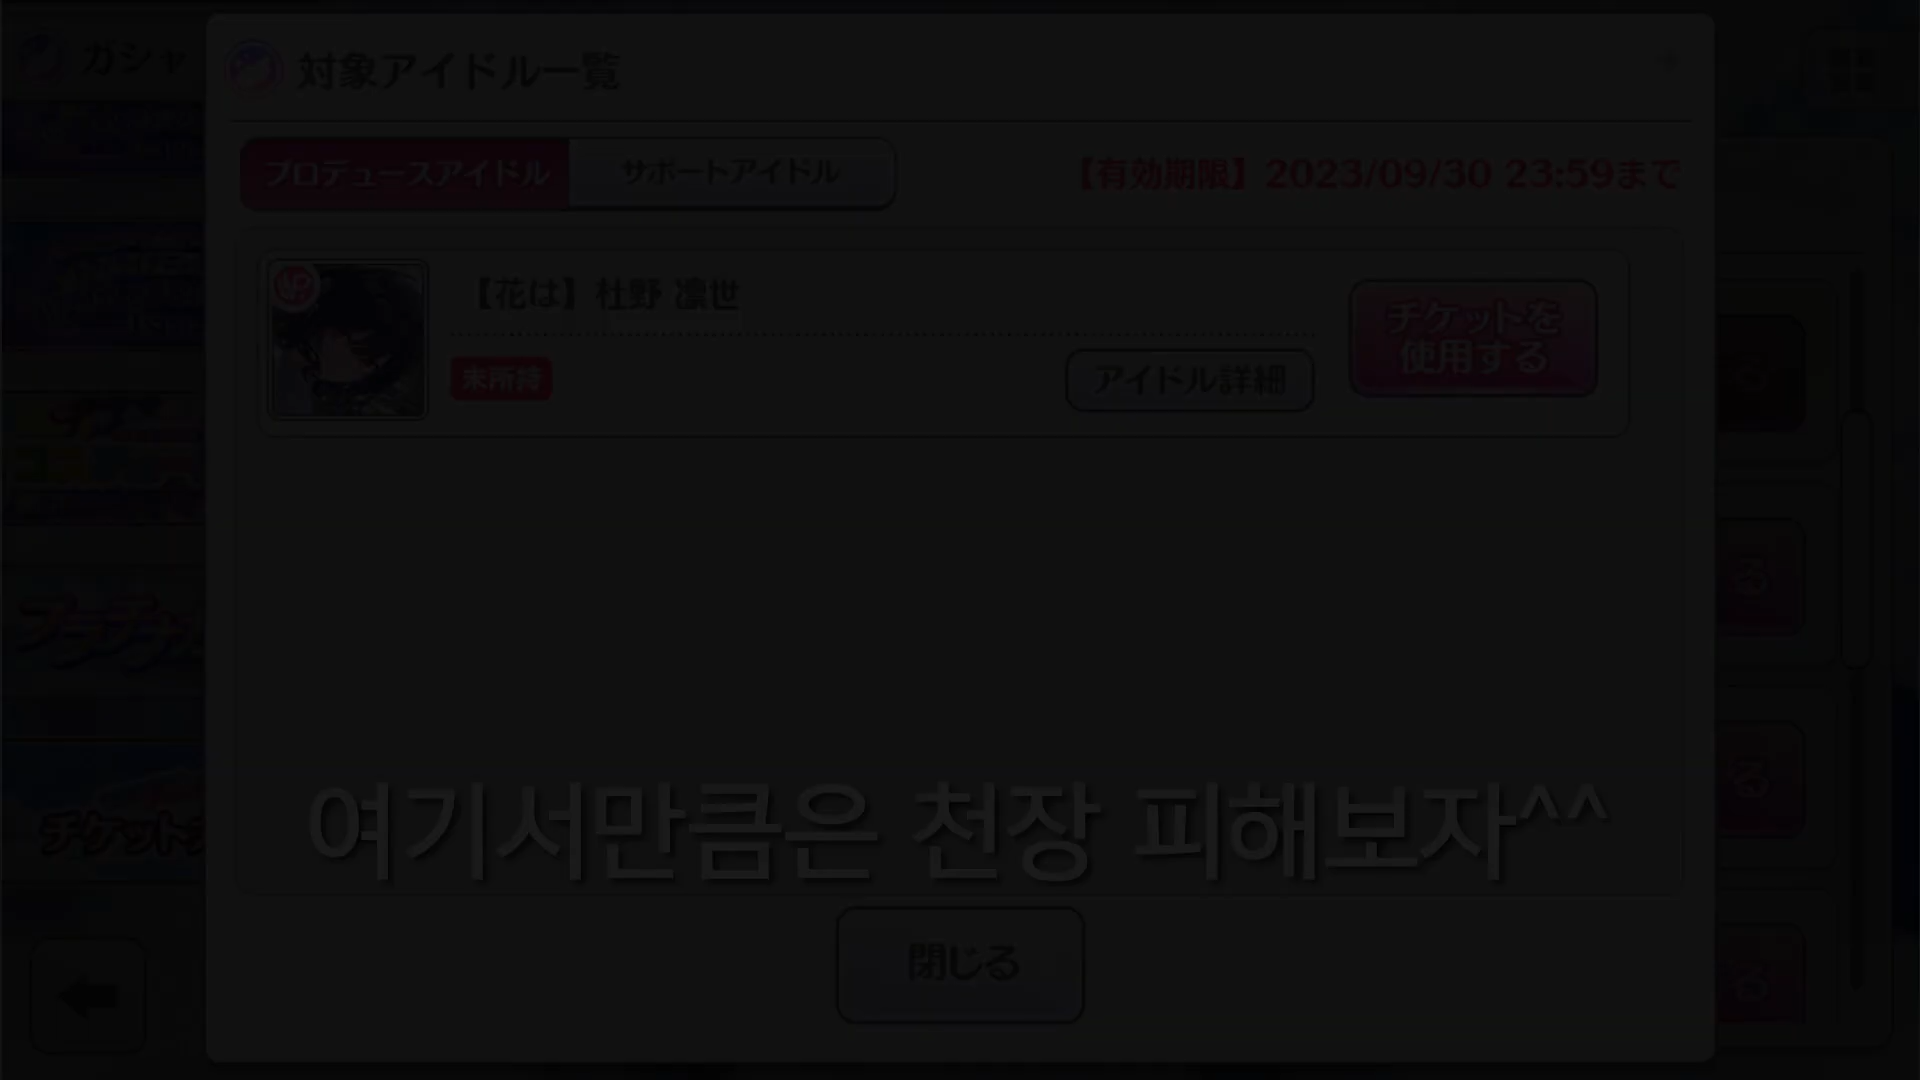 ガシャ
対象アイドル一覧
プロデュースアイドル
サポートアイドル
【有効期限】2023/09/30 23:59まで
【花は】杜野 凛世
未所持
アイドル詳細
チケットを
使用する
여기서만큼은 천장 피해보자^^
閉じる
る
る
る